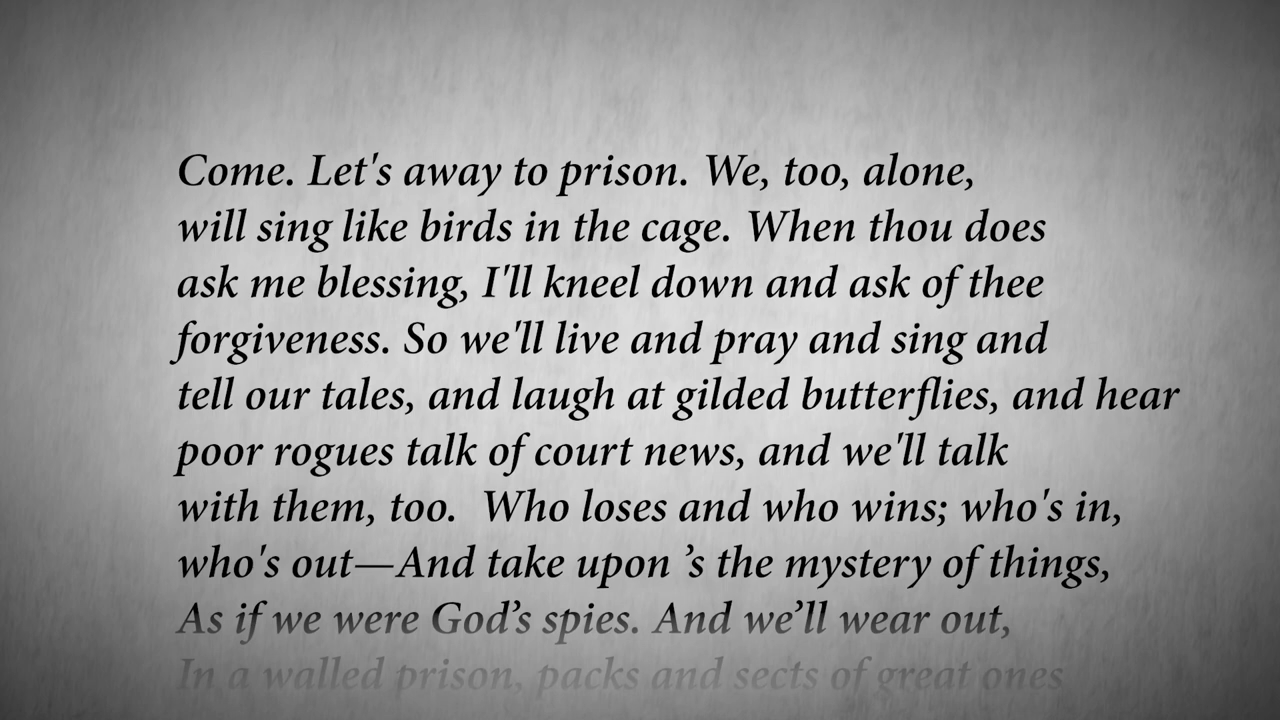 Come. Let's away to prison. We, too, alone,
will sing like birds in the cage. When thou does
ask me blessing, I'll kneel down and ask of thee
forgiveness. So we'll live and pray and sing and
tell our tales, and laugh at gilded butterflies, and hear
poor rogues talk of court news, and we'll talk
with them, too.  Who loses and who wins; who's in,
who's out—And take upon ’s the mystery of things,
As if we were God’s spies. And we’ll wear out,
In a walled prison, packs and sects of great ones